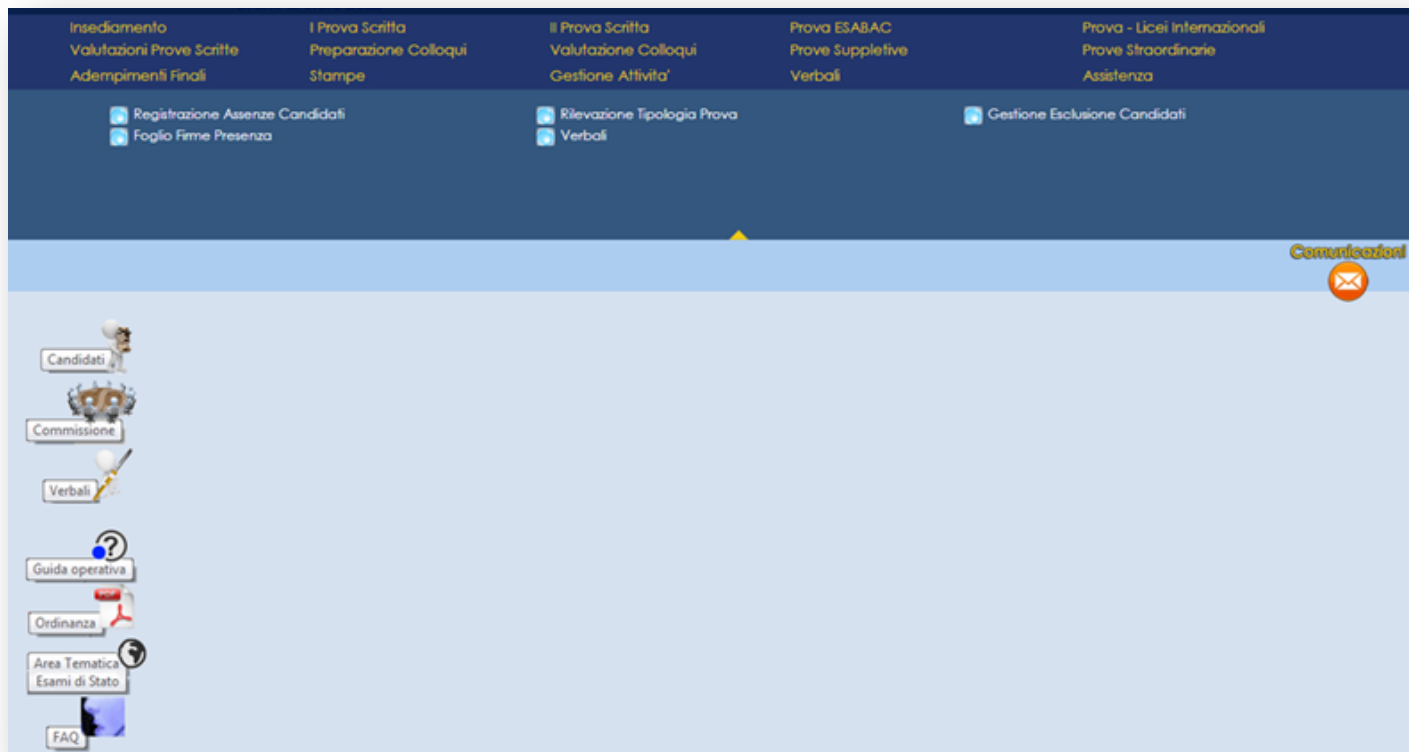 Insediamento I Prova Scritta II Prova Scritta Prova ESABAC Prova - Licei Internazionali
Valutazioni Prove Scritte Preparazione Colloqui Valutazione Colloqui Prove Suppletive Prove Straordinarie
Adempimenti Finali Stampe Gestione Attivita' Verbali Assistenza
Registrazione Assenze Candidati Rilevazione Tipologia Prova Gestione Esclusione Candidati
Foglio Firme Presenza Verbali
Comunicazioni
Candidati
Commissione
Verbali
Guida operativa
PDF
Ordinanza
Area Tematica
Esami di Stato
FAQ